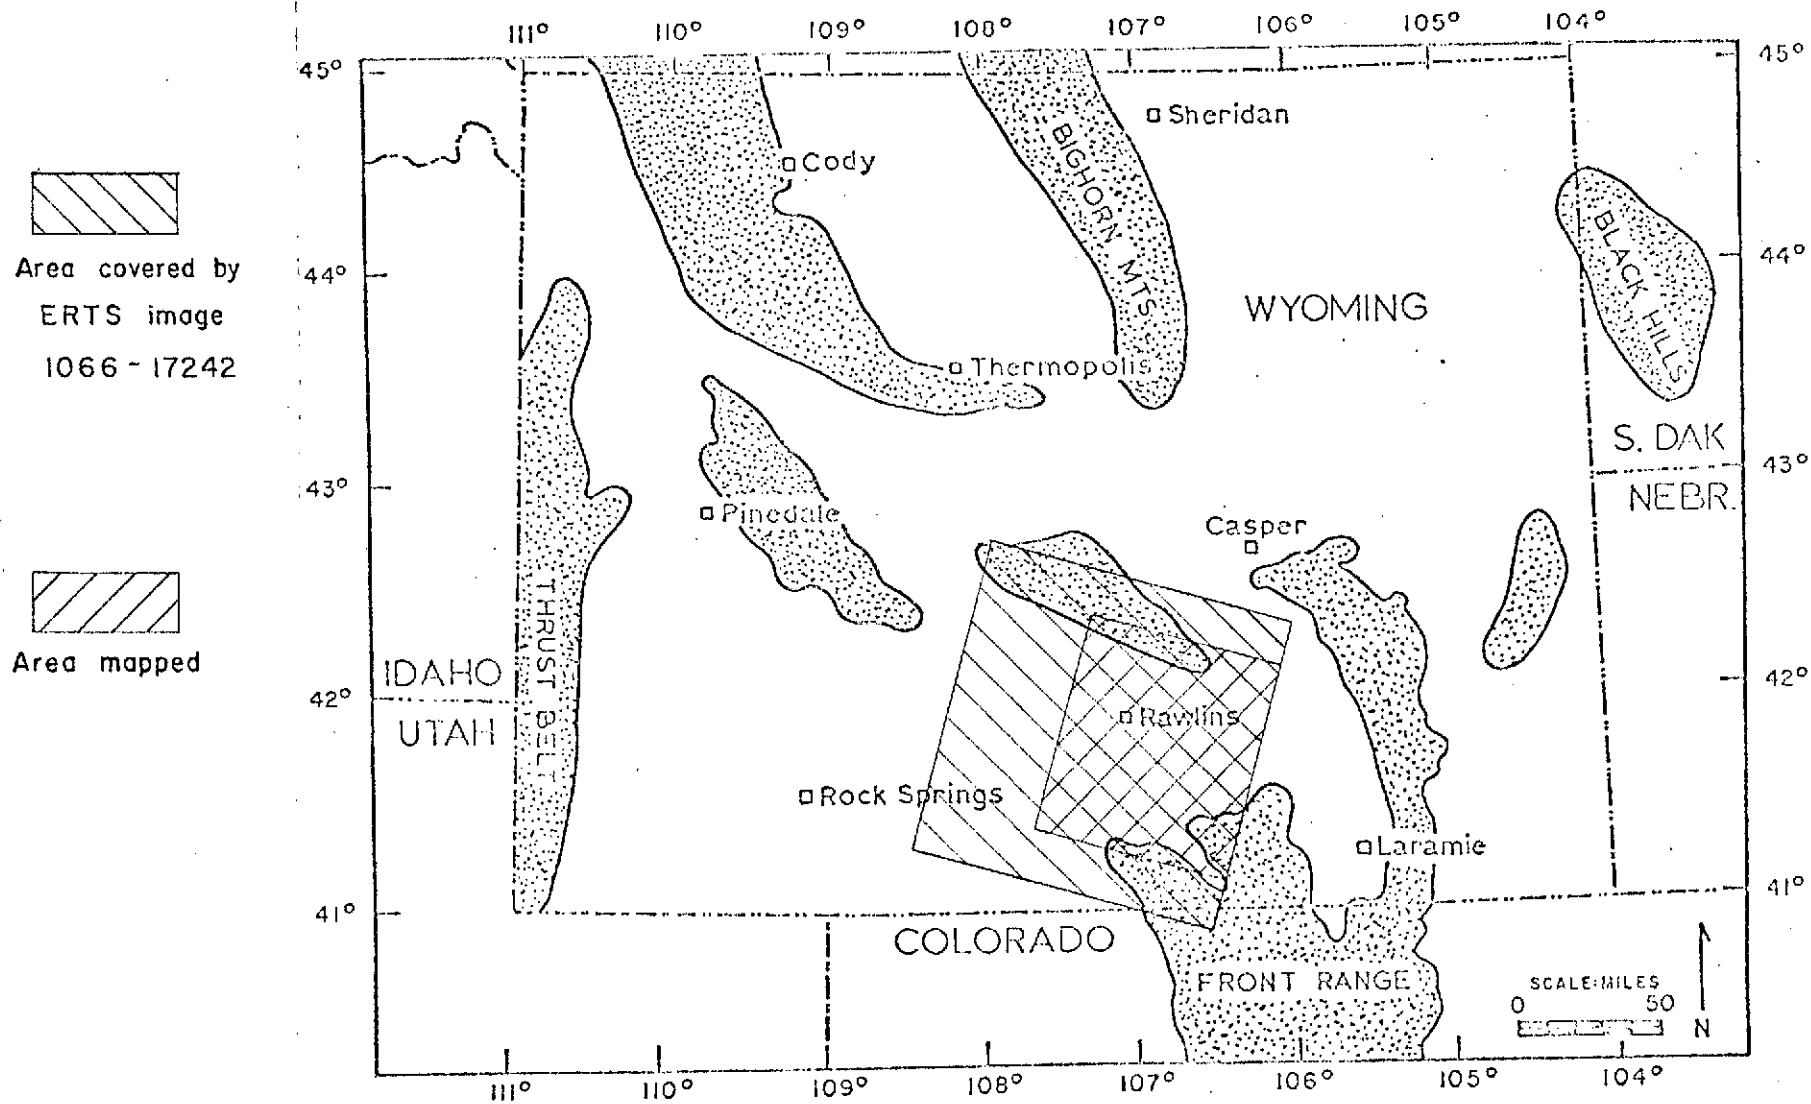 111° 110° 109° 108° 107° 106° 105° 104°
45° 45°
Sheridan
Cody
BIGHORN MTS.
BLACK HILLS
Area covered by
ERTS image
1066-17242
44° 44°
WYOMING
Thermopolis
S. DAK
43° 43°
NEBR.
Pinedale
Casper
THRUST BELT
Area mapped
IDAHO
42° 42°
UTAH
Rawlins
Rock Springs
Laramie
41° 41°
COLORADO
FRONT RANGE
SCALE:MILES
0 50
N
111° 110° 109° 108° 107° 106° 105° 104°